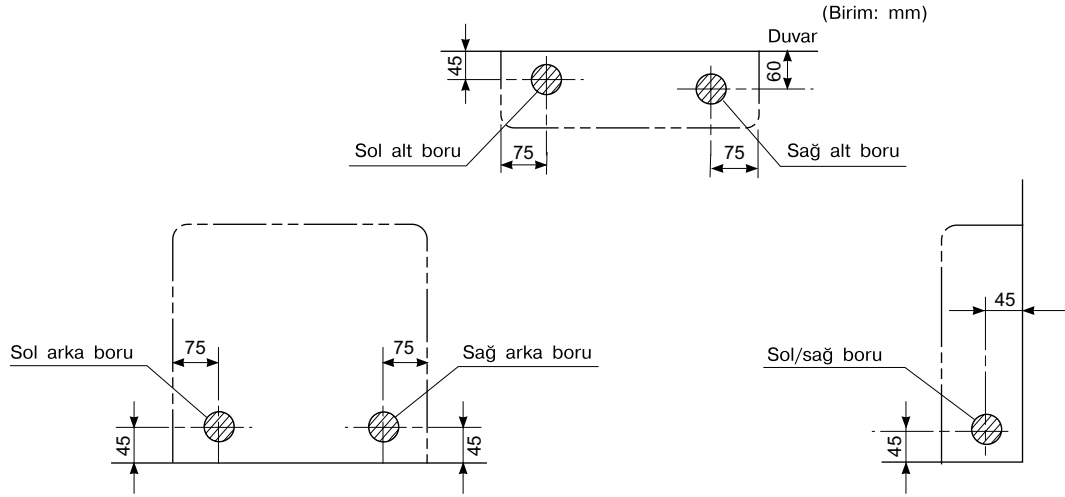 (Birim: mm)
Duvar
45
60
Sol alt boru
75
75
Sağ alt boru
45
Sol arka boru
75
75
Sağ arka boru
Sol/sağ boru
45
45
45